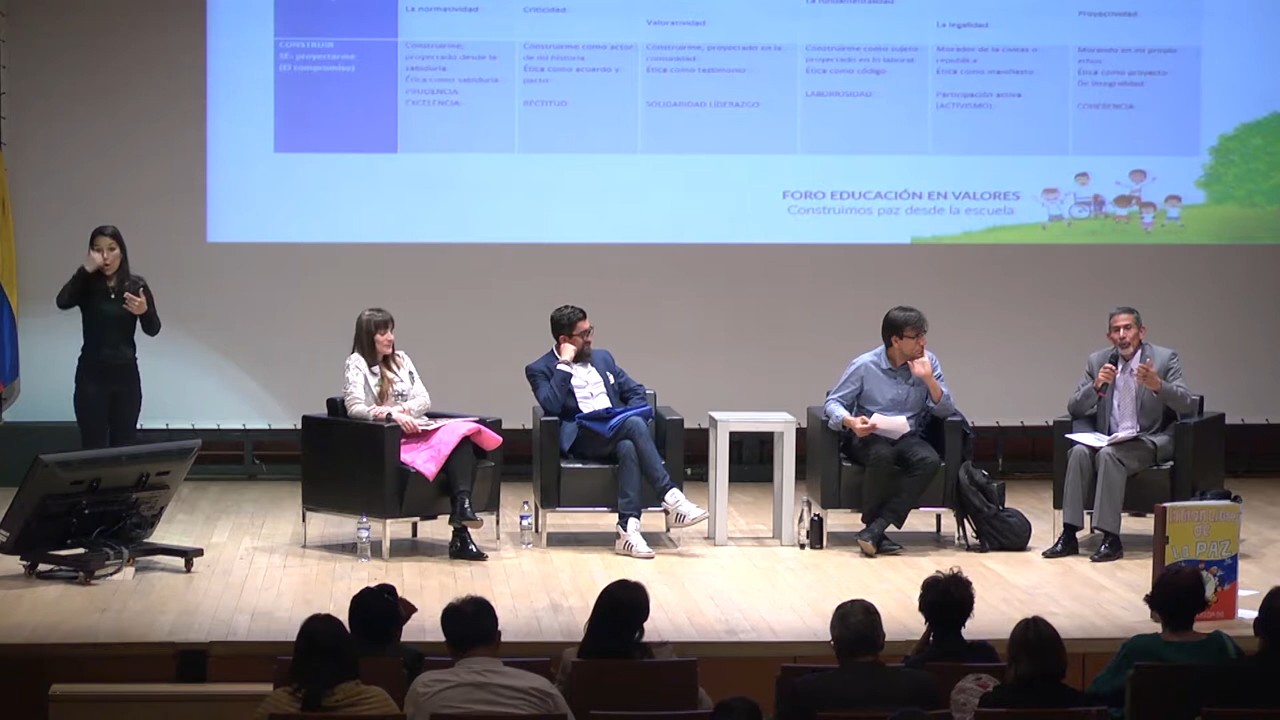 La normatividad
Criticidad
Valoratividad
La fundamentalidad
La legalidad
Proyectividad
CONSTRUIR
SE- proyectarme
(El compromiso)
Construirme,
proyectado desde la
sabiduría
Ética como sabiduría
PRUDENCIA
EXCELENCIA
Construirme como actor
de mi historia
Ética como acuerdo y
pacto
RECTITUD
Construirme, proyectado en la
comunidad
Ética como testimonio
SOLIDARIDAD LIDERAZGO
Construirme como sujeto
proyectado en lo laboral
Ética como código
LABORIOSIDAD
Morador de la civitas o
república
Ética como manifiesto
Participación activa
(ACTIVISMO)
Morando en mi propio
ethos
Ética como proyecto
De integralidad
COHERENCIA
FORO EDUCACIÓN EN VALORES
Construimos paz desde la escuela
DE
LA PAZ